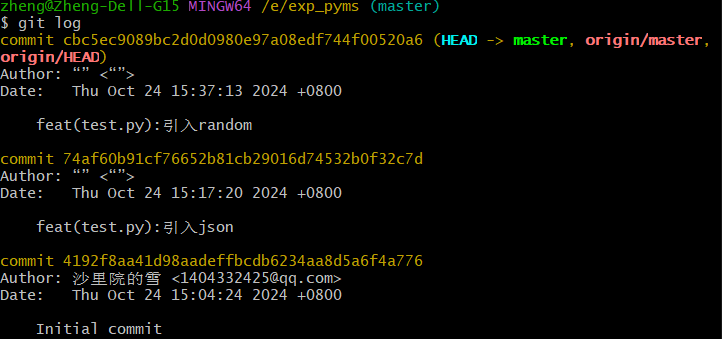 zheng@Zheng-Dell-G15 MINGW64 /e/exp_pyms (master)
$ git log
commit cbc5ec9089bc2d0d0980e97a08edf744f00520a6 (HEAD -> master, origin/master,
origin/HEAD)
Author: “” <“”>
Date:   Thu Oct 24 15:37:13 2024 +0800
    feat(test.py):引入random
commit 74af60b91cf76652b81cb29016d74532b0f32c7d
Author: “” <“”>
Date:   Thu Oct 24 15:17:20 2024 +0800
    feat(test.py):引入json
commit 4192f8aa41d98aadeffbcdb6234aa8d5a6f4a776
Author: 沙里院的雪 <1404332425@qq.com>
Date:   Thu Oct 24 15:04:24 2024 +0800
    Initial commit